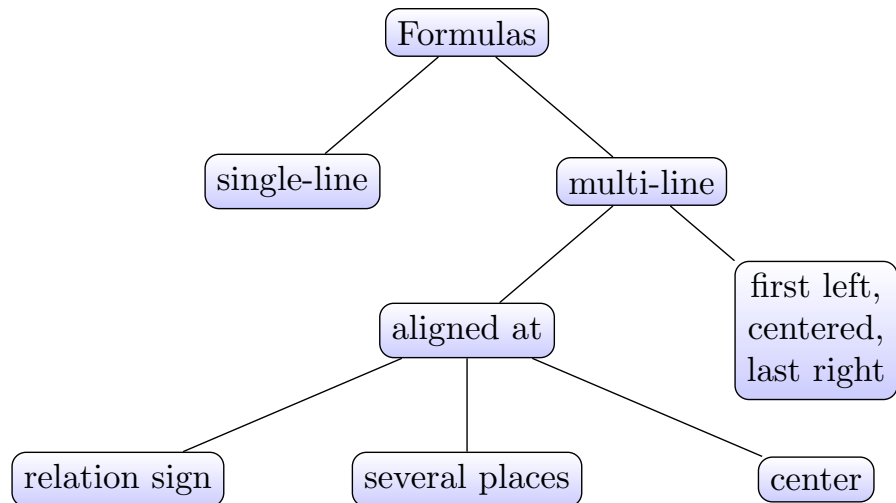 Formulas
single-line
multi-line
aligned at
first left,
centered,
last right
relation sign
several places
center